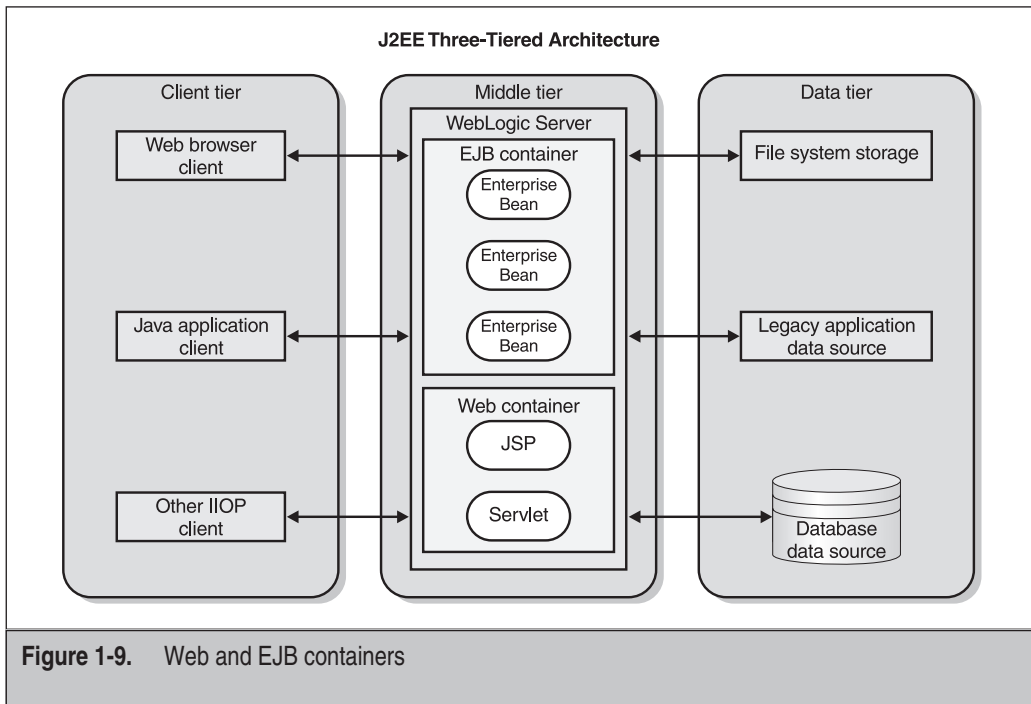 J2EE Three-Tiered Architecture
Client tier
Web browser
client
Java application
client
Other IIOP
client
Middle tier
WebLogic Server
EJB container
Enterprise
Bean
Enterprise
Bean
Enterprise
Bean
Web container
JSP
Servlet
Data tier
File system storage
Legacy application
data source
Database
data source
Figure 1-9. Web and EJB containers